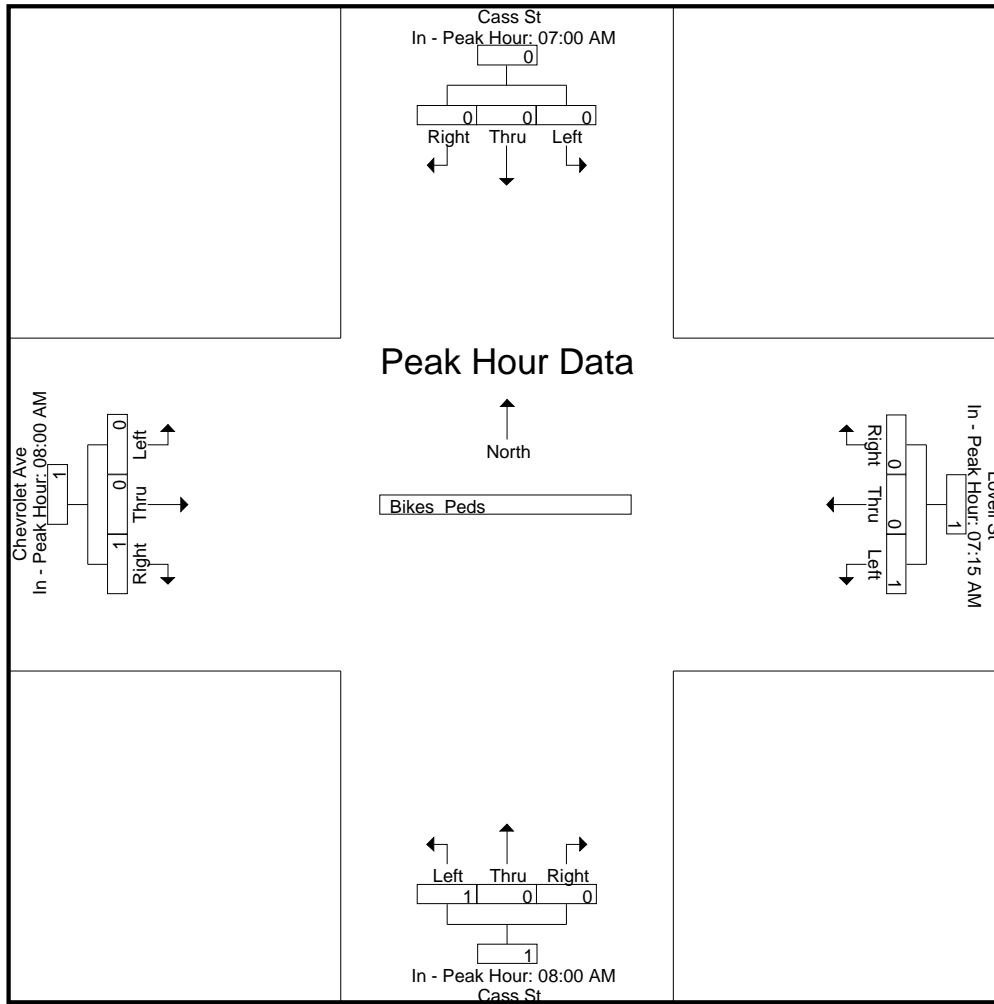 Cass St
In - Peak Hour: 07:00 AM
0
0 0 0
Right Thru Left
Peak Hour Data
North
Bikes Peds
Chevrolet Ave
In - Peak Hour: 08:00 AM
1
0 0 1
Left Thru Right
In - Peak Hour: 07:15 AM
1
0 0 1
Right Thru Left
Left Thru Right
1 0 0
1
In - Peak Hour: 08:00 AM
Cass St